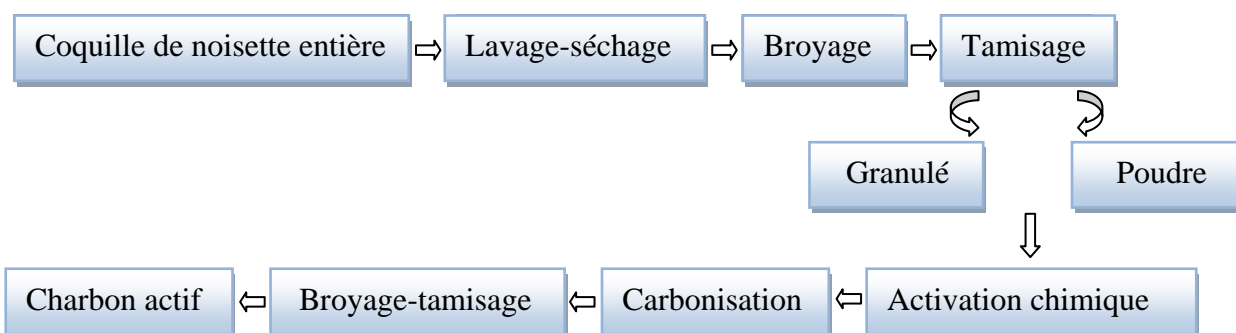 Coquille de noisette entière
Lavage-séchage
Broyage
Tamisage
Granulé
Poudre
Activation chimique
Carbonisation
Broyage-tamisage
Charbon actif